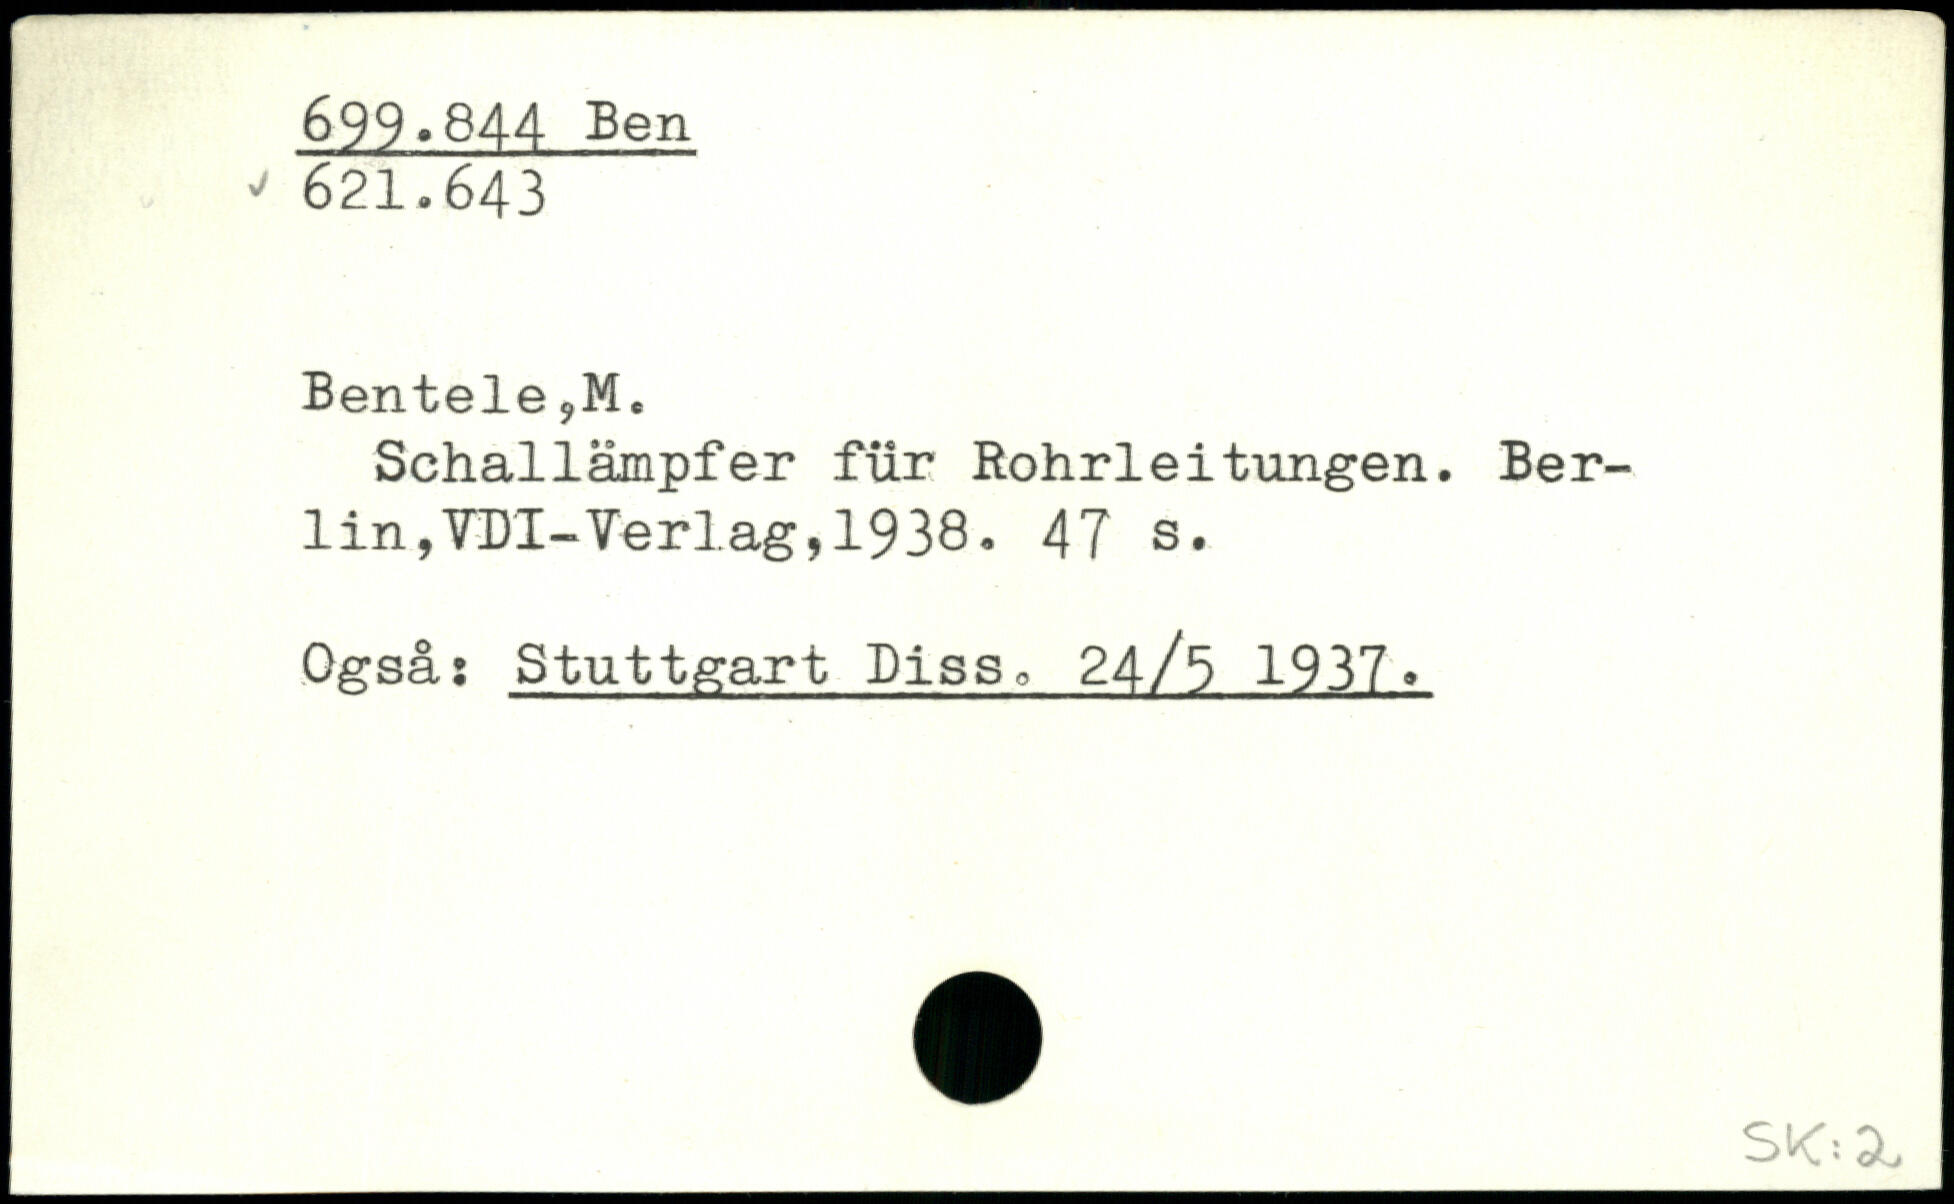 699.844 Ben
✓ 621.643
Bentele,M.
Schallämpfer für Rohrleitungen. Ber-
lin,VDI-Verlag,1938. 47 s.
Også: Stuttgart Diss. 24/5 1937.
SK:2